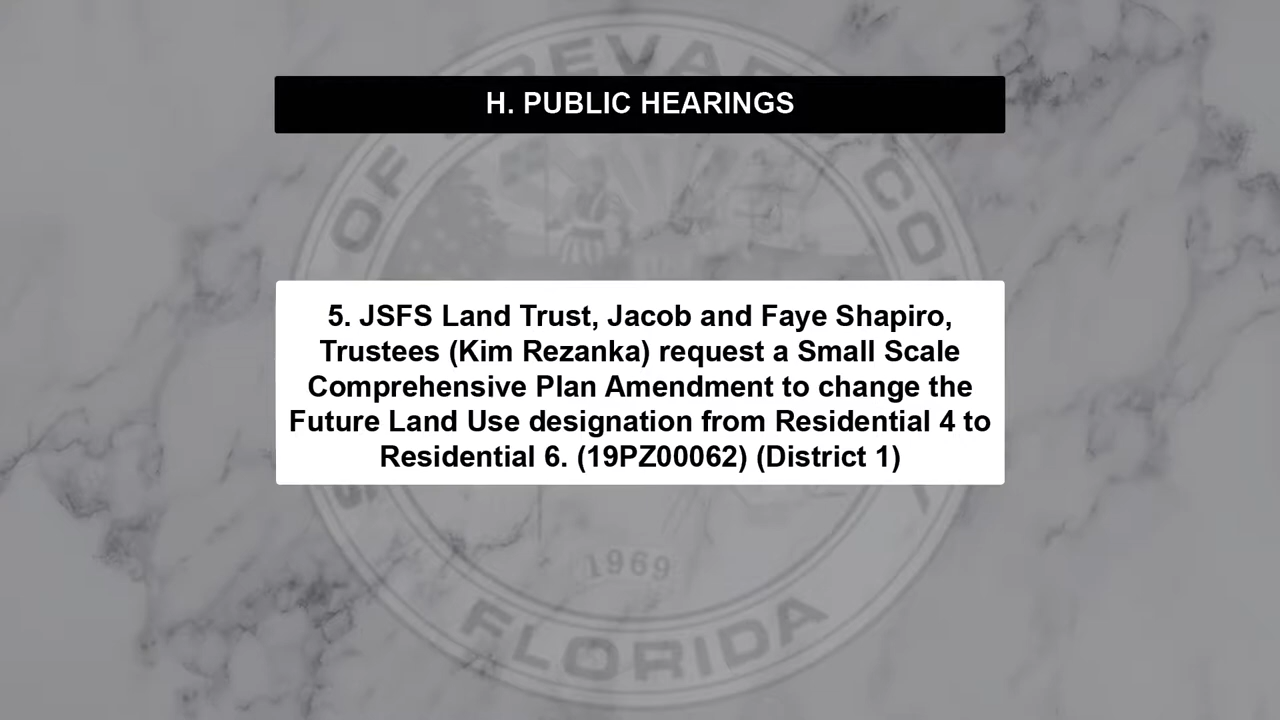 H. PUBLIC HEARINGS
5. JSFS Land Trust, Jacob and Faye Shapiro,
Trustees (Kim Rezanka) request a Small Scale
Comprehensive Plan Amendment to change the
Future Land Use designation from Residential 4 to
Residential 6. (19PZ00062) (District 1)
OF
1969
FLORIDA